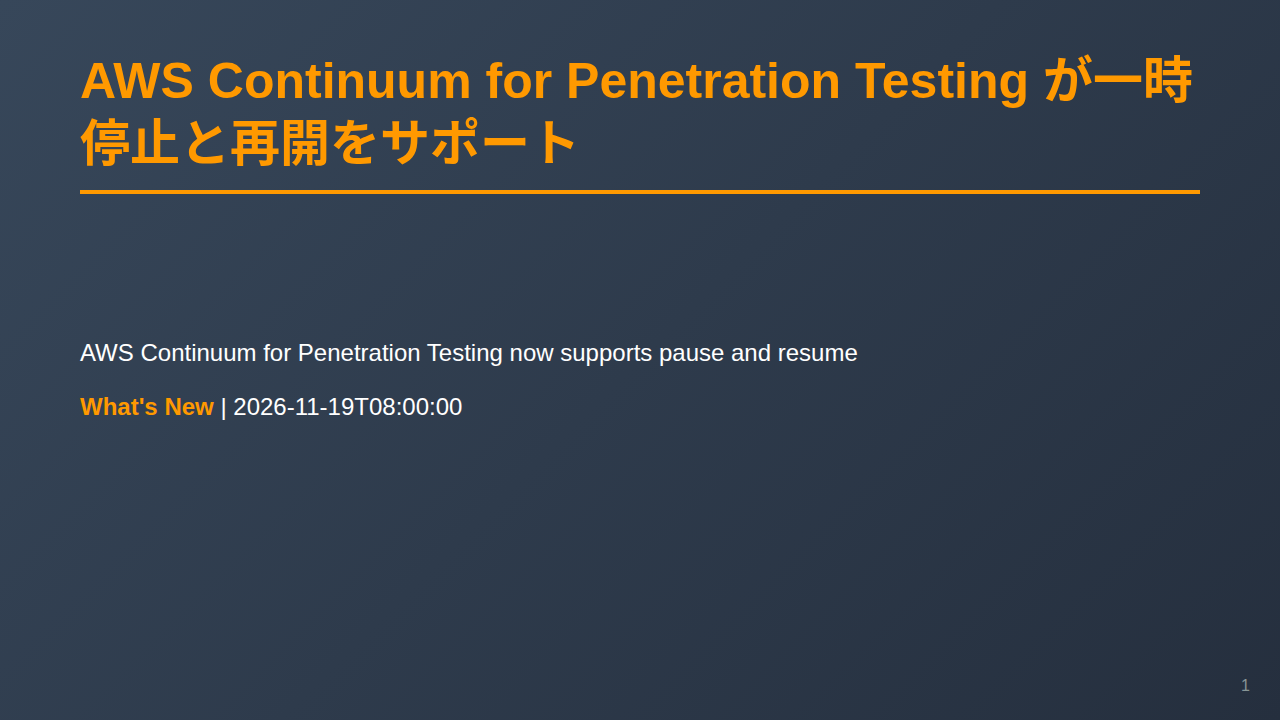 AWS Continuum for Penetration Testing が一時
停止と再開をサポート
AWS Continuum for Penetration Testing now supports pause and resume
What's New | 2026-11-19T08:00:00
1